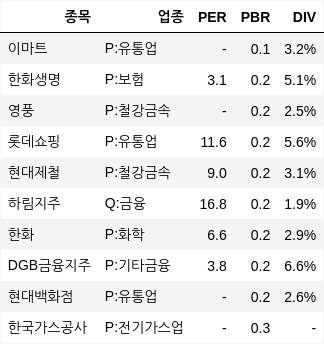 종목 업종 PER PBR DIV
이마트 P:유통업 - 0.1 3.2%
한화생명 P:보험 3.1 0.2 5.1%
영풍 P:철강금속 - 0.2 2.5%
롯데쇼핑 P:유통업 11.6 0.2 5.6%
현대제철 P:철강금속 9.0 0.2 3.1%
하림지주 Q:금융 16.8 0.2 1.9%
한화 P:화학 6.6 0.2 2.9%
DGB금융지주 P:기타금융 3.8 0.2 6.6%
현대백화점 P:유통업 - 0.2 2.6%
한국가스공사 P:전기가스업 - 0.3 -